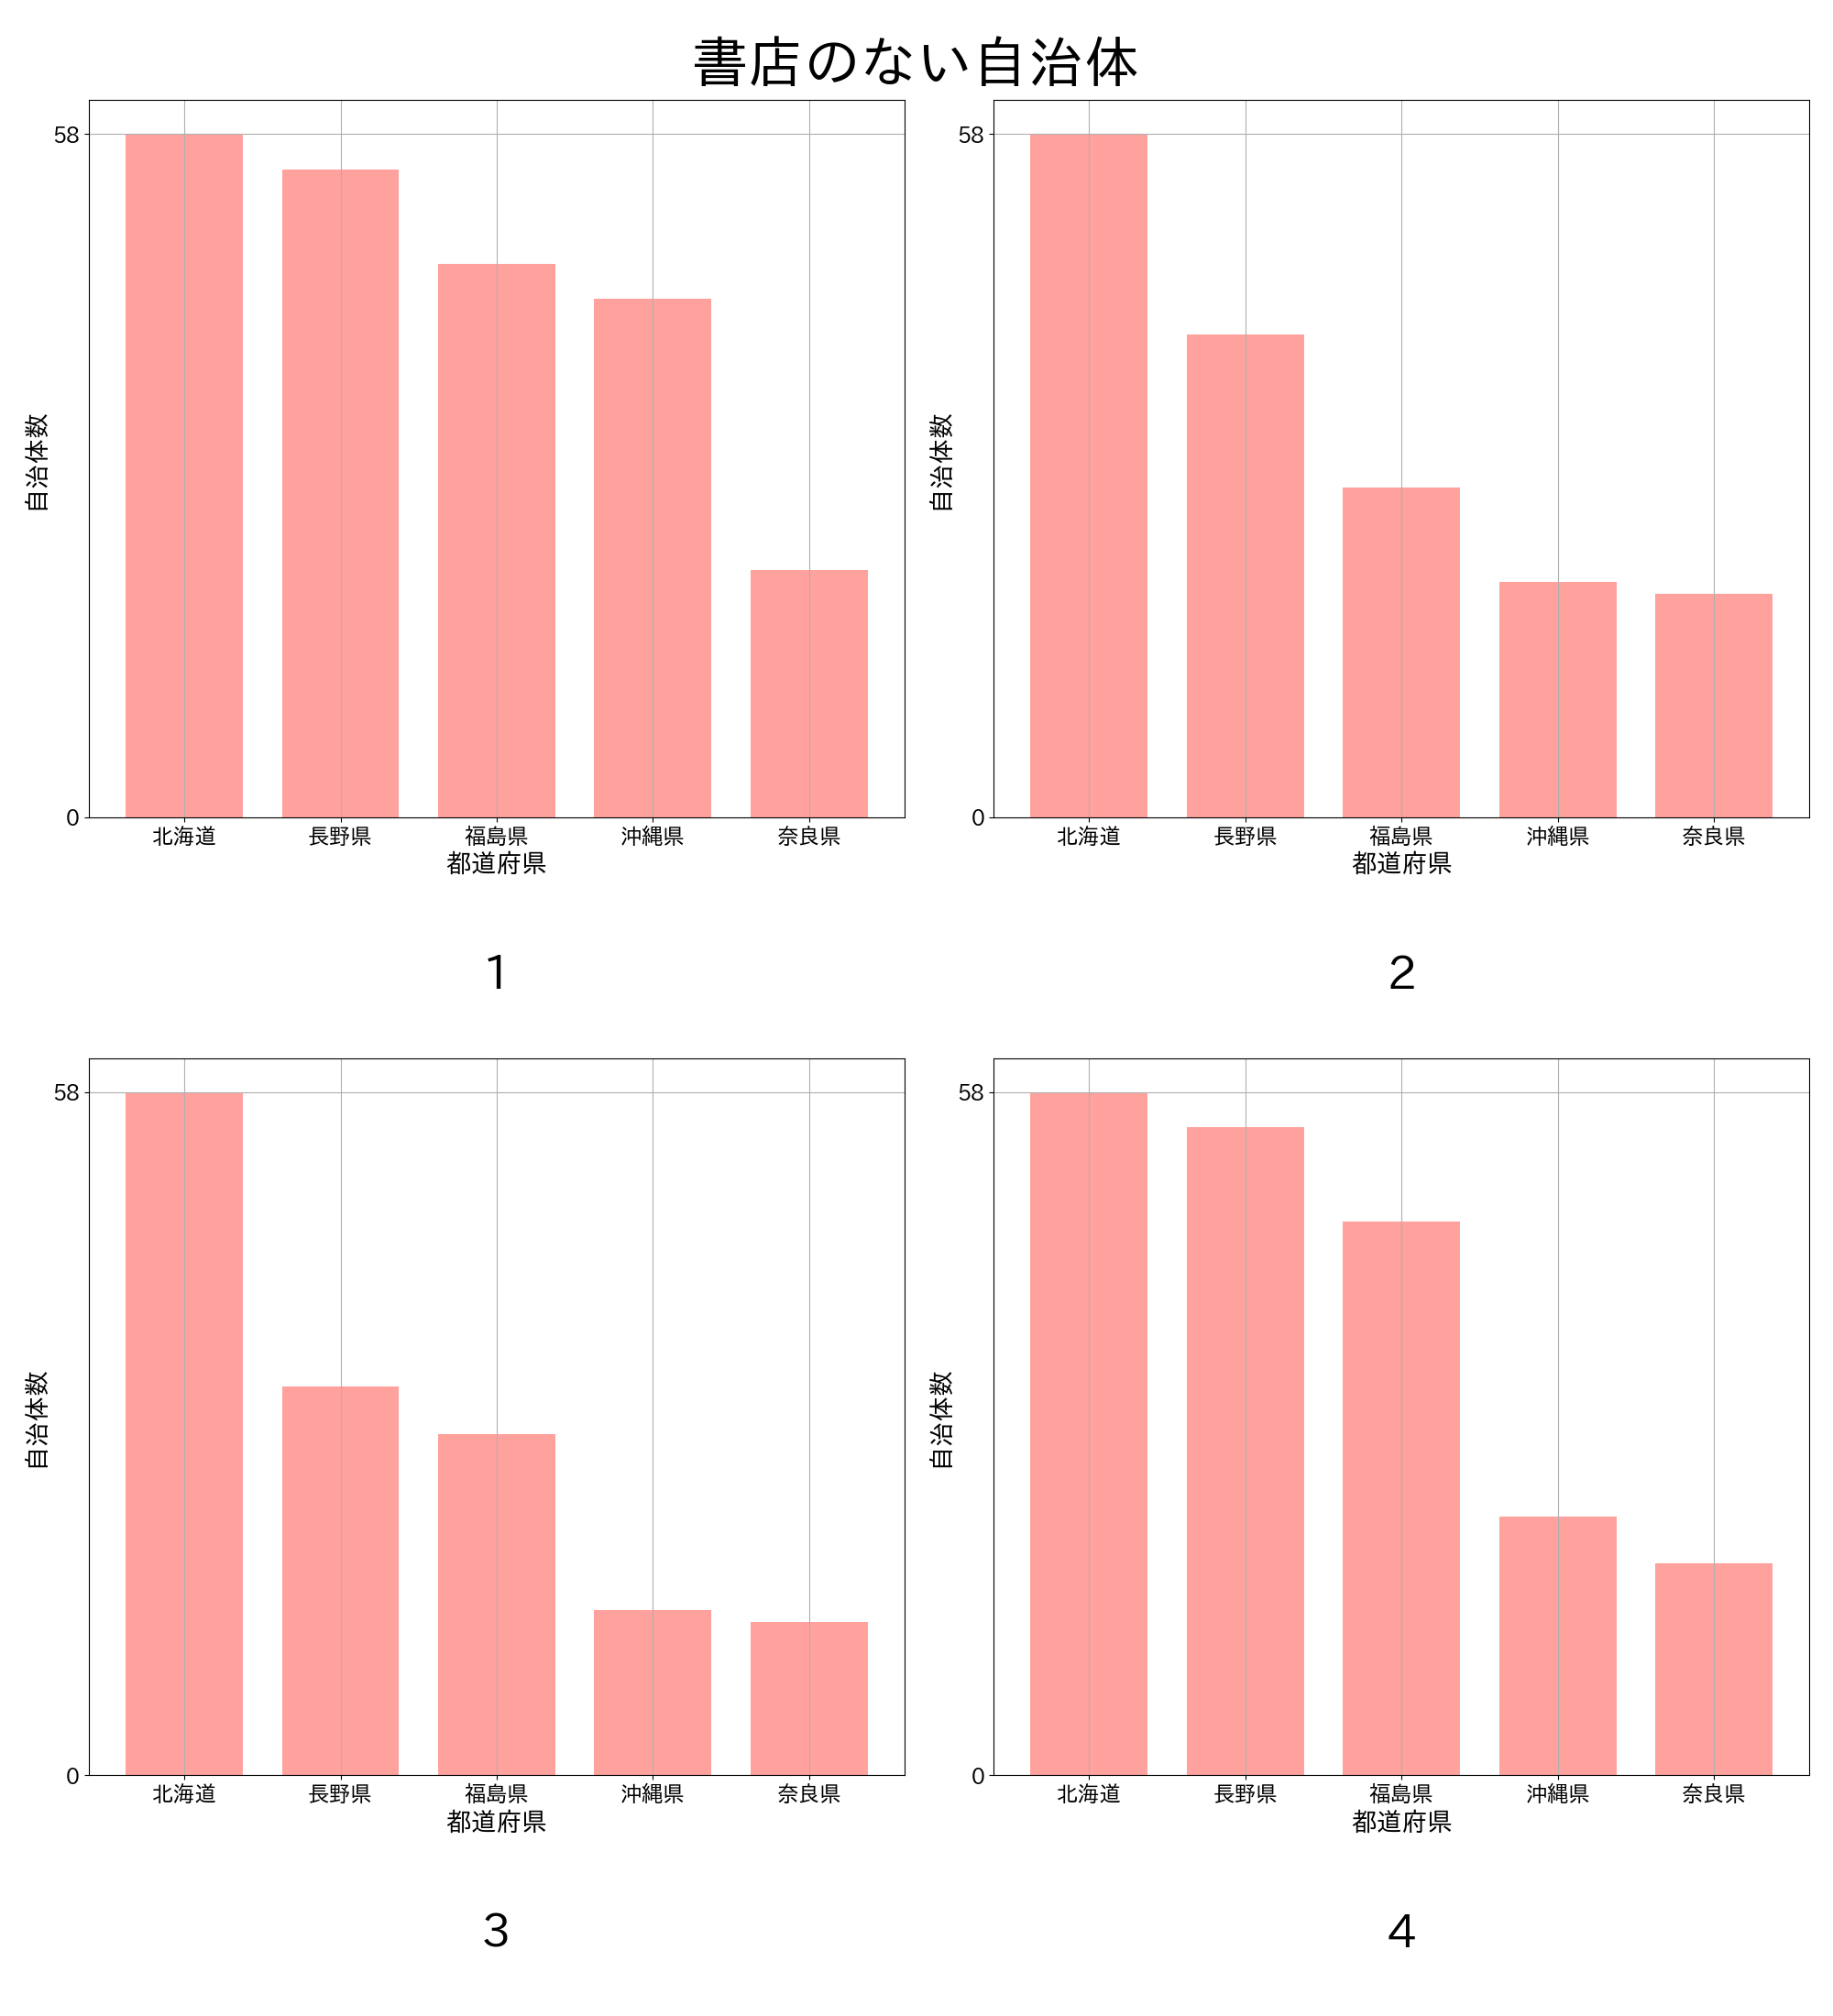 書店のない自治体
58
0
自治体数
北海道 長野県 福島県 沖縄県 奈良県
都道府県
1
58
0
自治体数
北海道 長野県 福島県 沖縄県 奈良県
都道府県
2
58
0
自治体数
北海道 長野県 福島県 沖縄県 奈良県
都道府県
3
58
0
自治体数
北海道 長野県 福島県 沖縄県 奈良県
都道府県
4